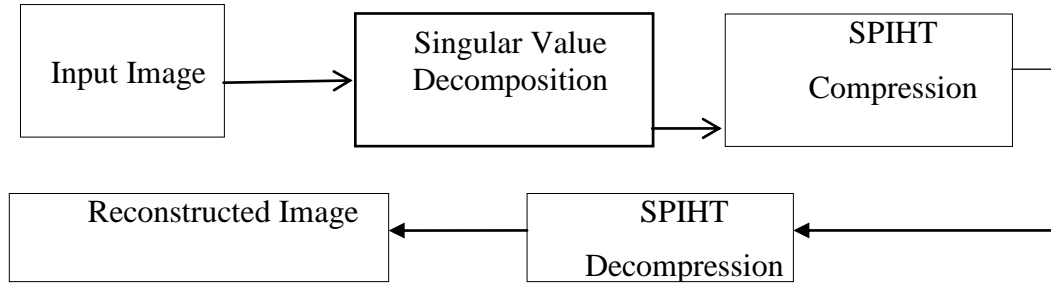 Input Image
Singular Value
Decomposition
SPIHT
Compression
Reconstructed Image
SPIHT
Decompression